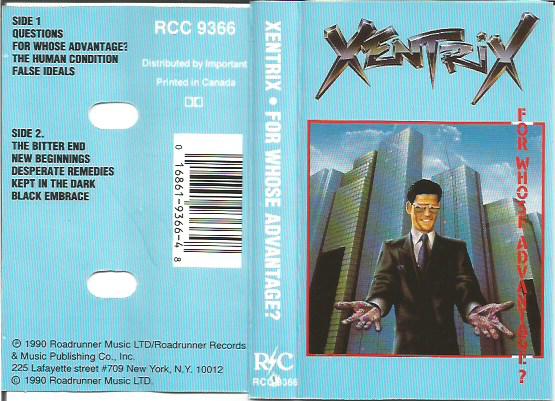 SIDE 1
QUESTIONS
FOR WHOSE ADVANTAGE?
THE HUMAN CONDITION
FALSE IDEALS
SIDE 2.
THE BITTER END
NEW BEGINNINGS
DESPERATE REMEDIES
KEPT IN THE DARK
BLACK EMBRACE
℗ 1990 Roadrunner Music LTD/Roadrunner Records
& Music Publishing Co., Inc.
225 Lafayette street #709 New York, N.Y. 10012
© 1990 Roadrunner Music LTD.
RCC 9366
Distributed by Important
Printed in Canada
0 16861-9366-4 8
XENTRIX • FOR WHOSE ADVANTAGE?
R/C
RCC 9366
XENTRIX
FOR WHOSE ADVANTAGE?